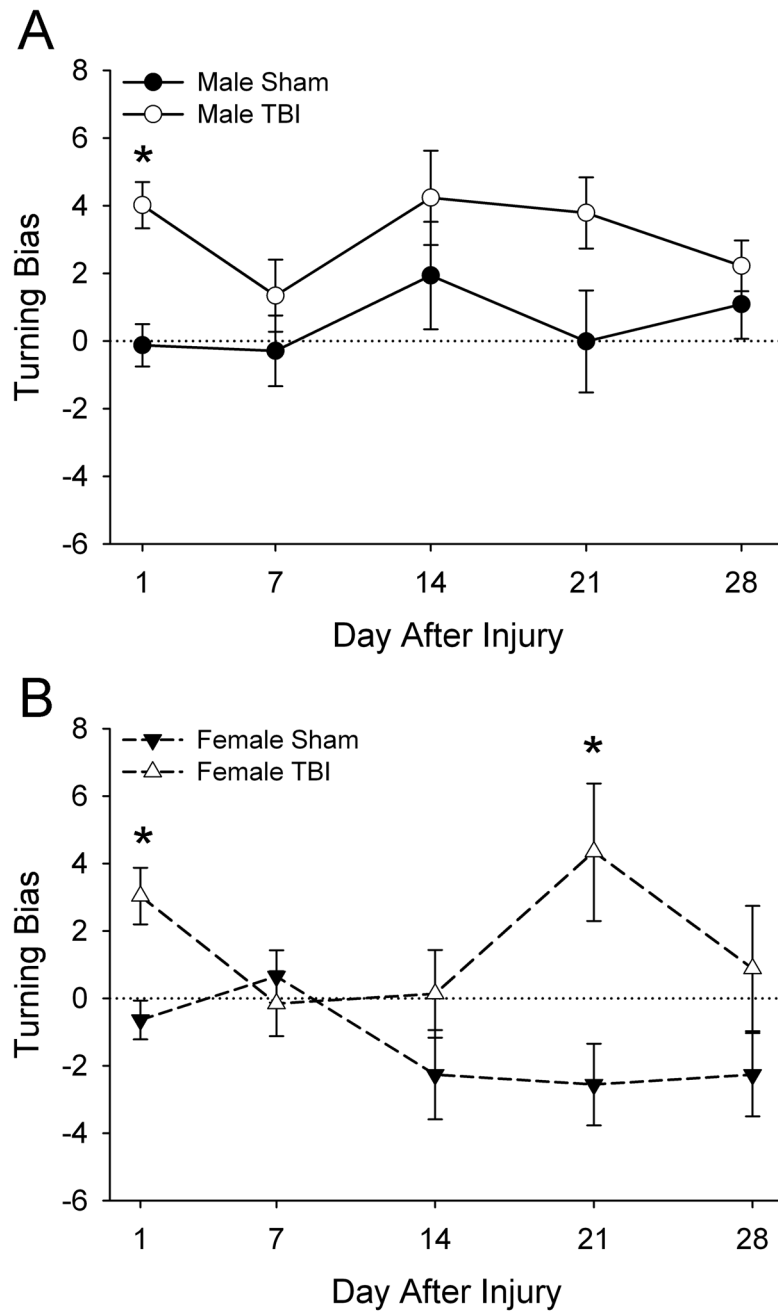 A
8
Male Sham
Male TBI
6
*
4
2
0
-2
-4
-6
Turning Bias
1 7 14 21 28
Day After Injury
B
8
Female Sham
*
Female TBI
6
*
4
2
0
-2
-4
-6
Turning Bias
1 7 14 21 28
Day After Injury